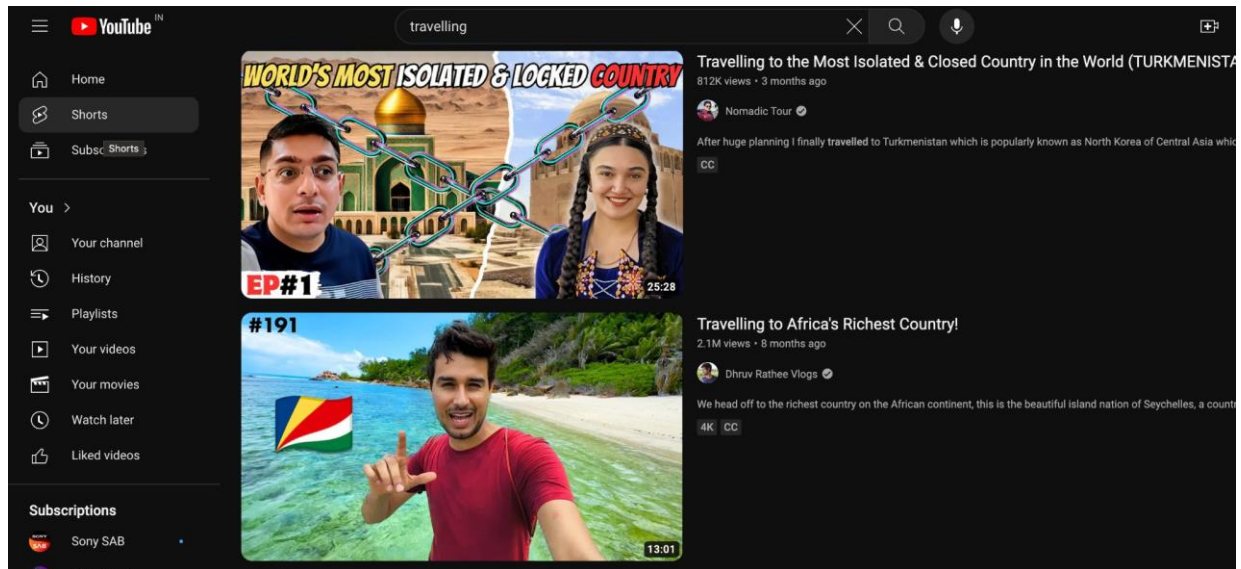 YouTube IN
travelling
Home
Shorts
Shorts
You
Your channel
History
Playlists
Your videos
Your movies
Watch later
Liked videos
Subscriptions
SONY
SAB
Sony SAB
WORLD'S MOST ISOLATED & LOCKED COUNTRY
EP#1
25:28
Travelling to the Most Isolated & Closed Country in the World (TURKMENISTA
812K views • 3 months ago
Nomadic Tour
After huge planning I finally travelled to Turkmenistan which is popularly known as North Korea of Central Asia whic
CC
#191
13:01
Travelling to Africa's Richest Country!
2.1M views • 8 months ago
Dhruv Rathee Vlogs
We head off to the richest country on the African continent, this is the beautiful island nation of Seychelles, a count
4K CC